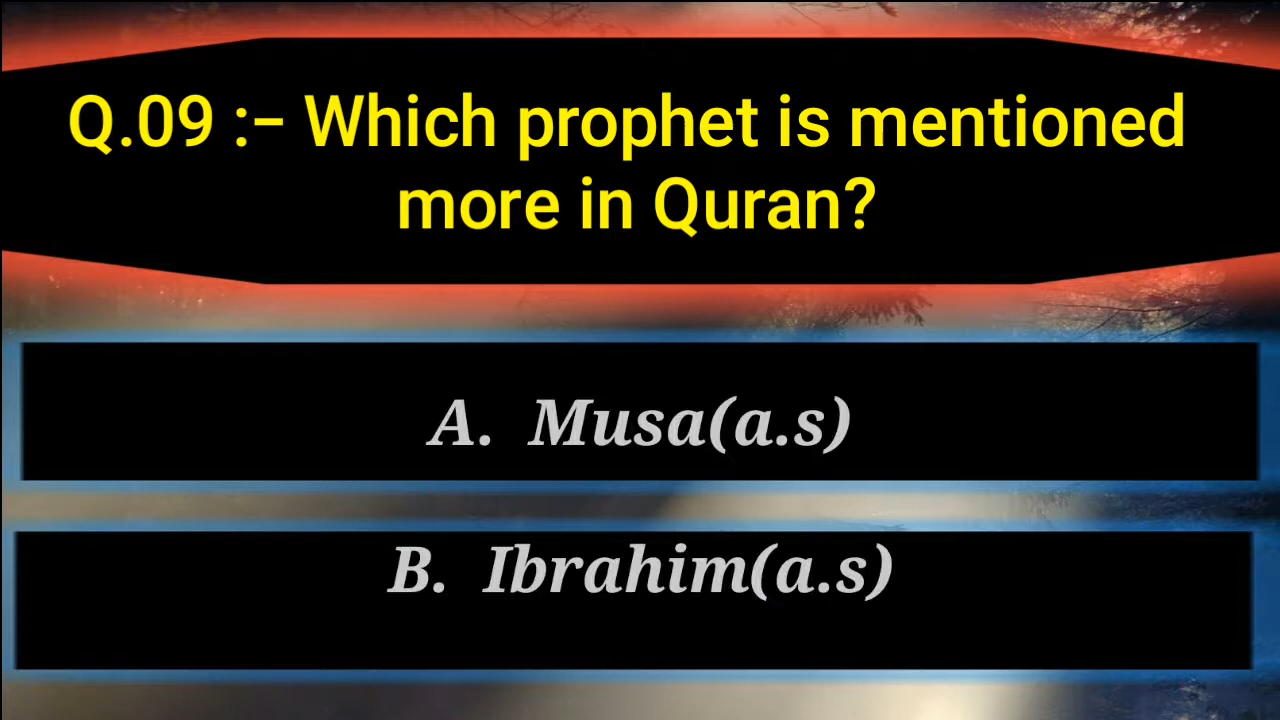 Q.09 :– Which prophet is mentioned
more in Quran?
A. Musa(a.s)
B. Ibrahim(a.s)